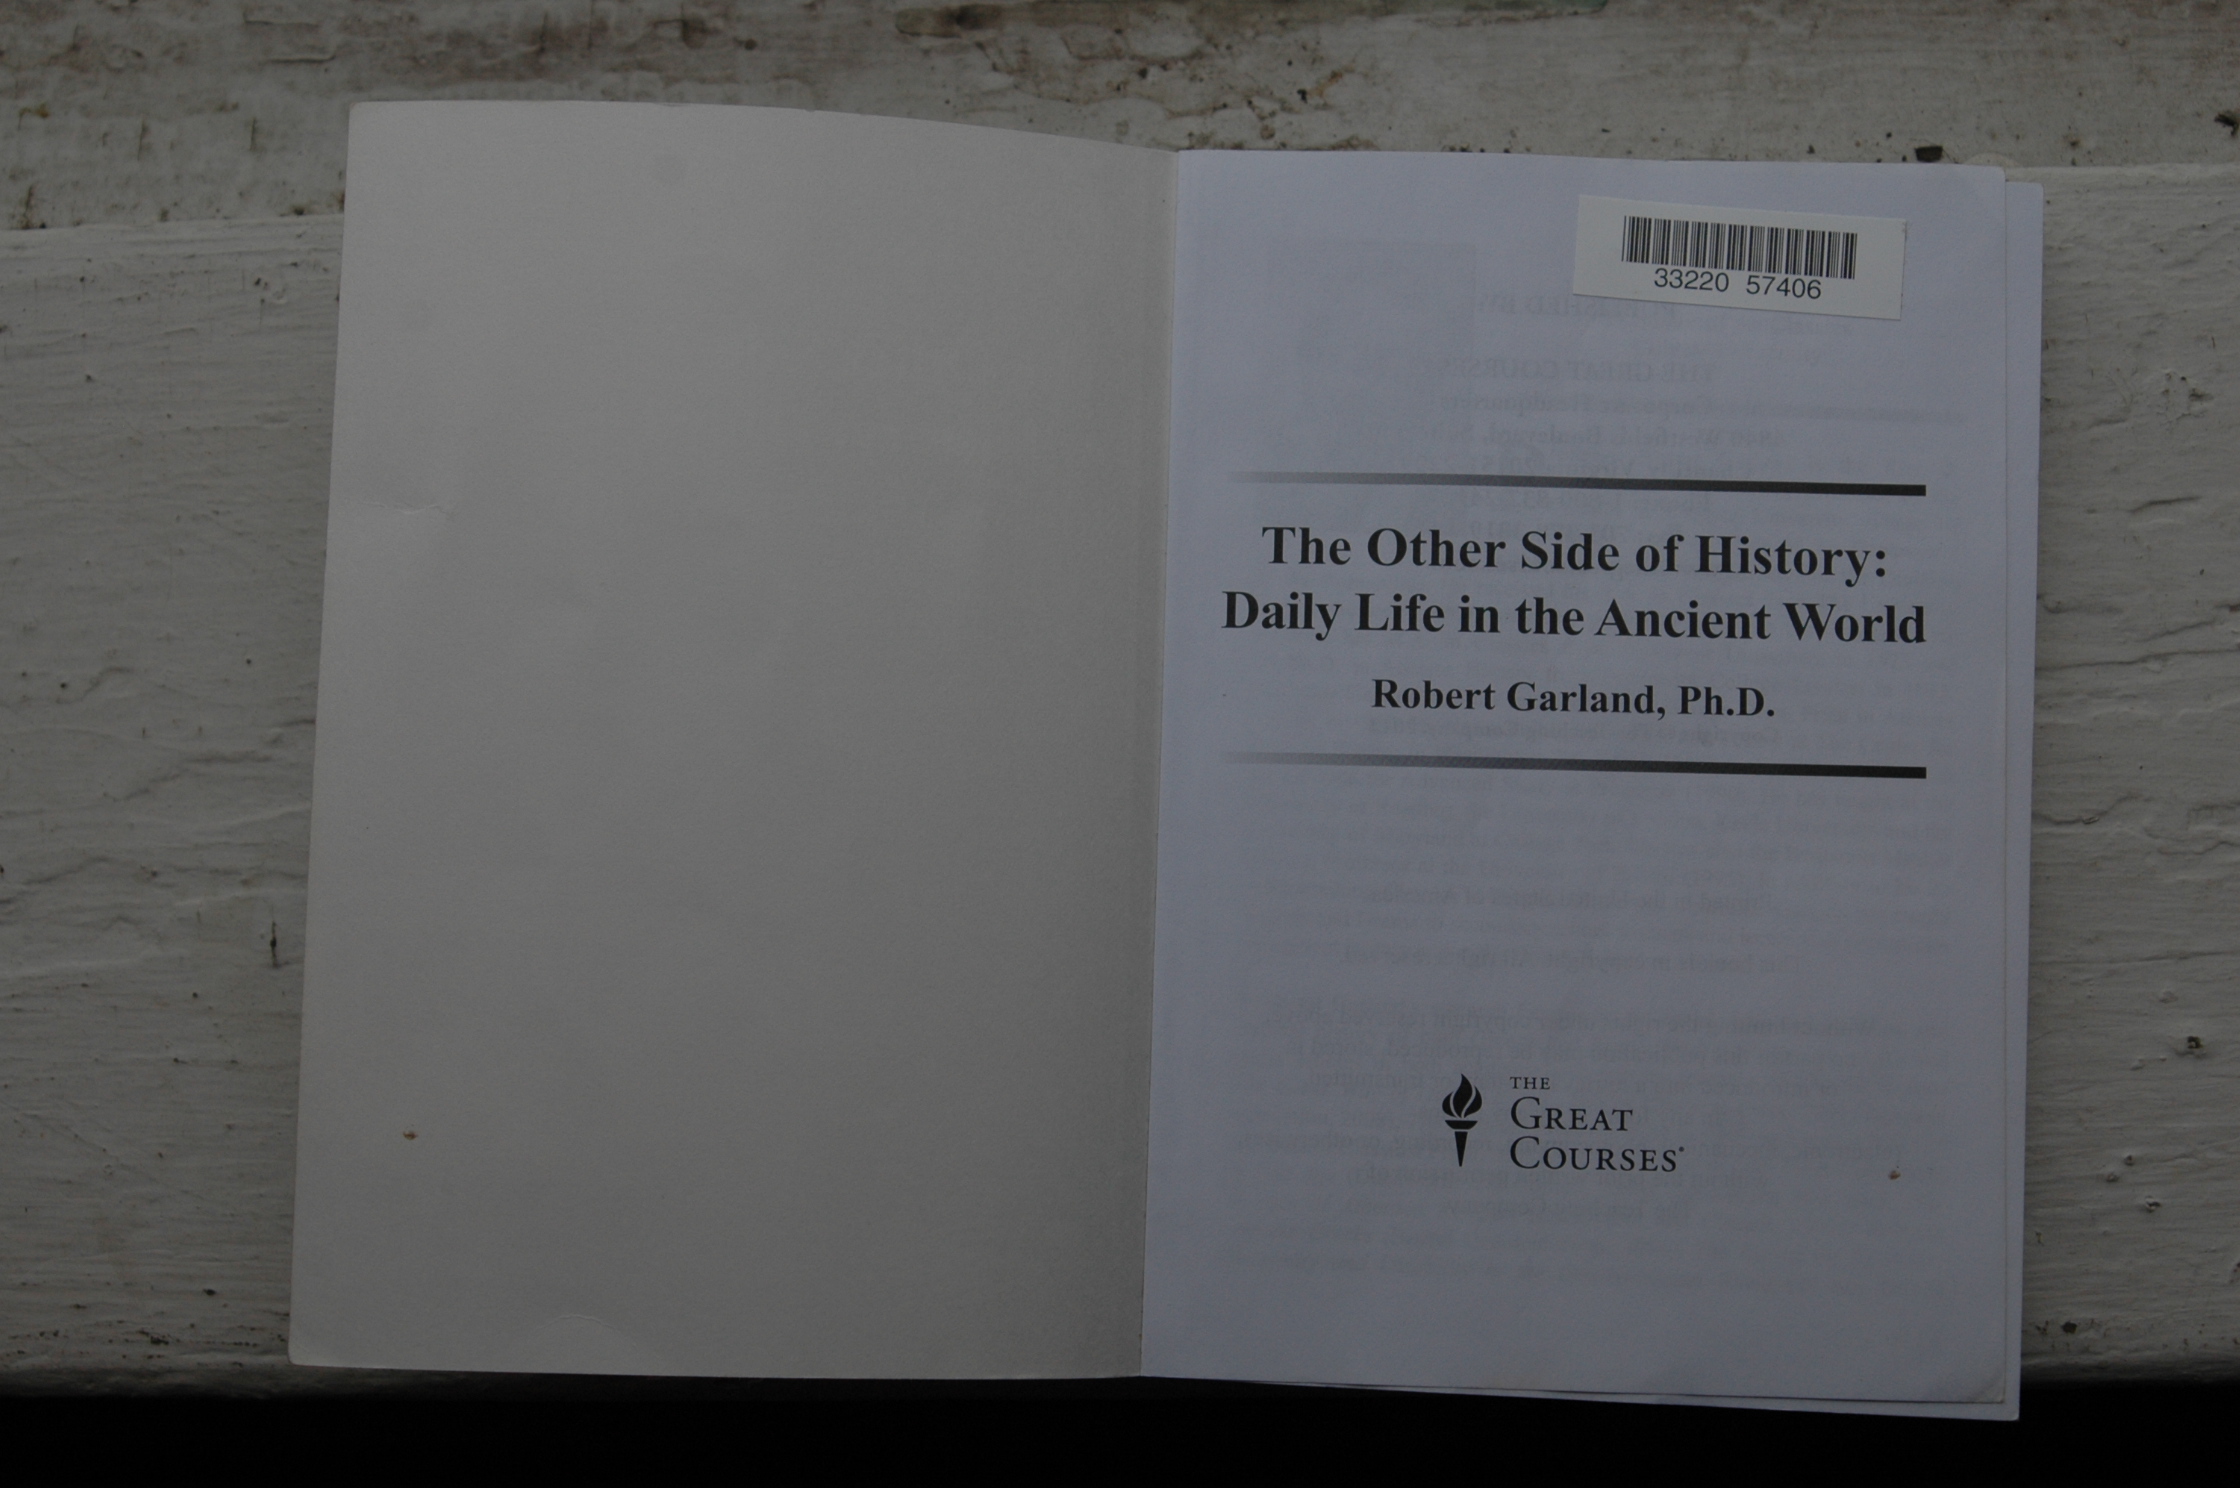 33220 57406
The Other Side of History:
Daily Life in the Ancient World
Robert Garland, Ph.D.
THE
GREAT
COURSES®